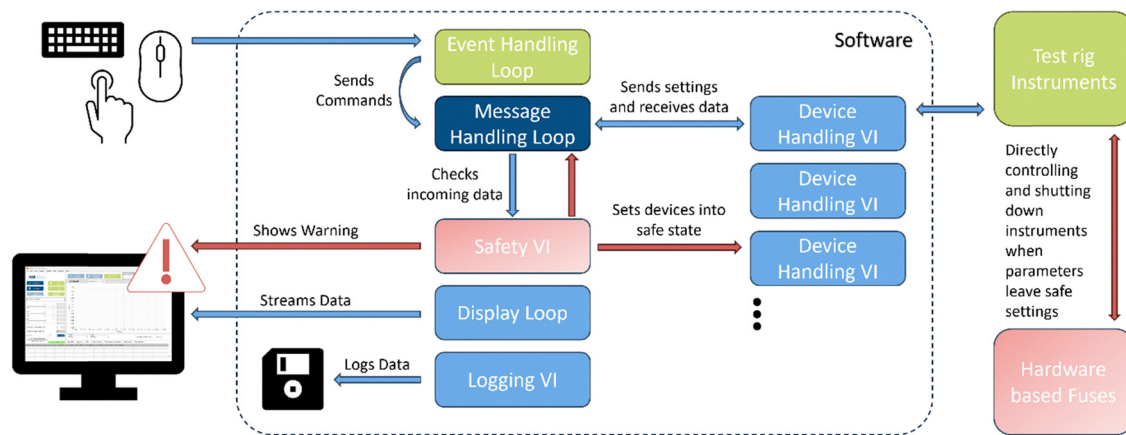 Software
Event Handling
Loop
Sends
Commands
Message
Handling Loop
Sends settings
and receives data
Device
Handling VI
Test rig
Instruments
Checks
incoming data
Device
Handling VI
Directly
controlling
and shutting
down
instruments
when
parameters
leave safe
settings
Shows Warning
Safety VI
Sets devices into
safe state
Device
Handling VI
Streams Data
Display Loop
Logs Data
Logging VI
Hardware
based Fuses